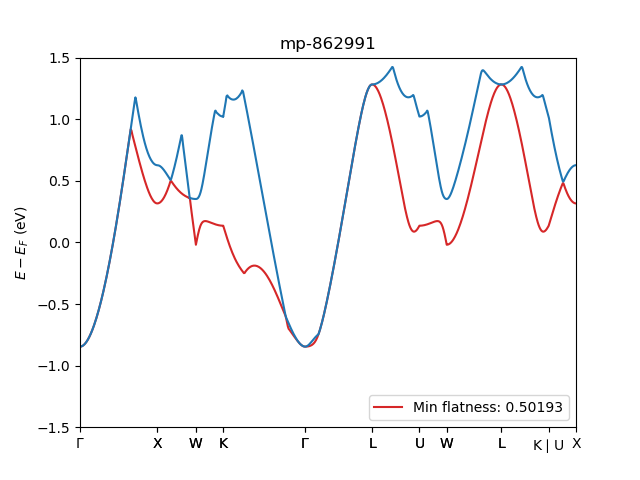 mp-862991
1.5
1.0
0.5
0.0
−0.5
−1.0
−1.5
E − E_F (eV)
Γ X W K Γ L U W L K | U X
Min flatness: 0.50193